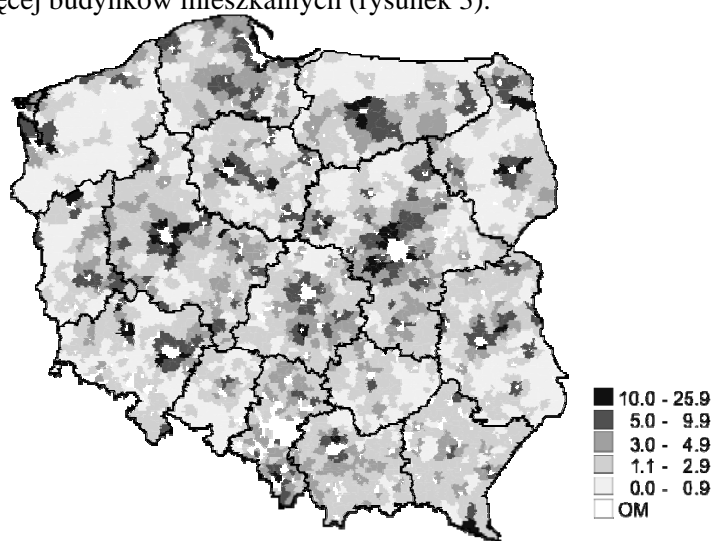 ęcej budynków mieszkalnych (rysunek 3).
10.0 - 25.9
5.0 - 9.9
3.0 - 4.9
1.1 - 2.9
0.0 - 0.9
OM